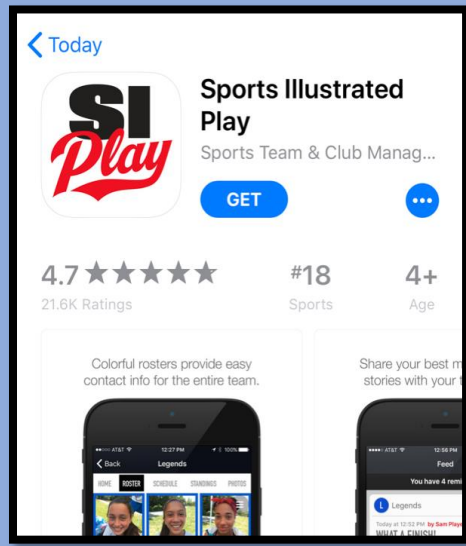 Today
SI
Play
Sports Illustrated
Play
Sports Team & Club Manag...
GET
4.7
#18
4+
21.6K Ratings
Sports
Age
Colorful rosters provide easy
contact info for the entire team.
Share your best m
stories with your t
AT&T
12:27 PM
100%
Back
Legends
HOME
ROSTER
SCHEDULE
STANDINGS
PHOTOS
AT&T
12:56 PM
Feed
You have 4 remi
L
Legends
Today at 12:52 PM by Sam Playe
WHAT A FINISH!